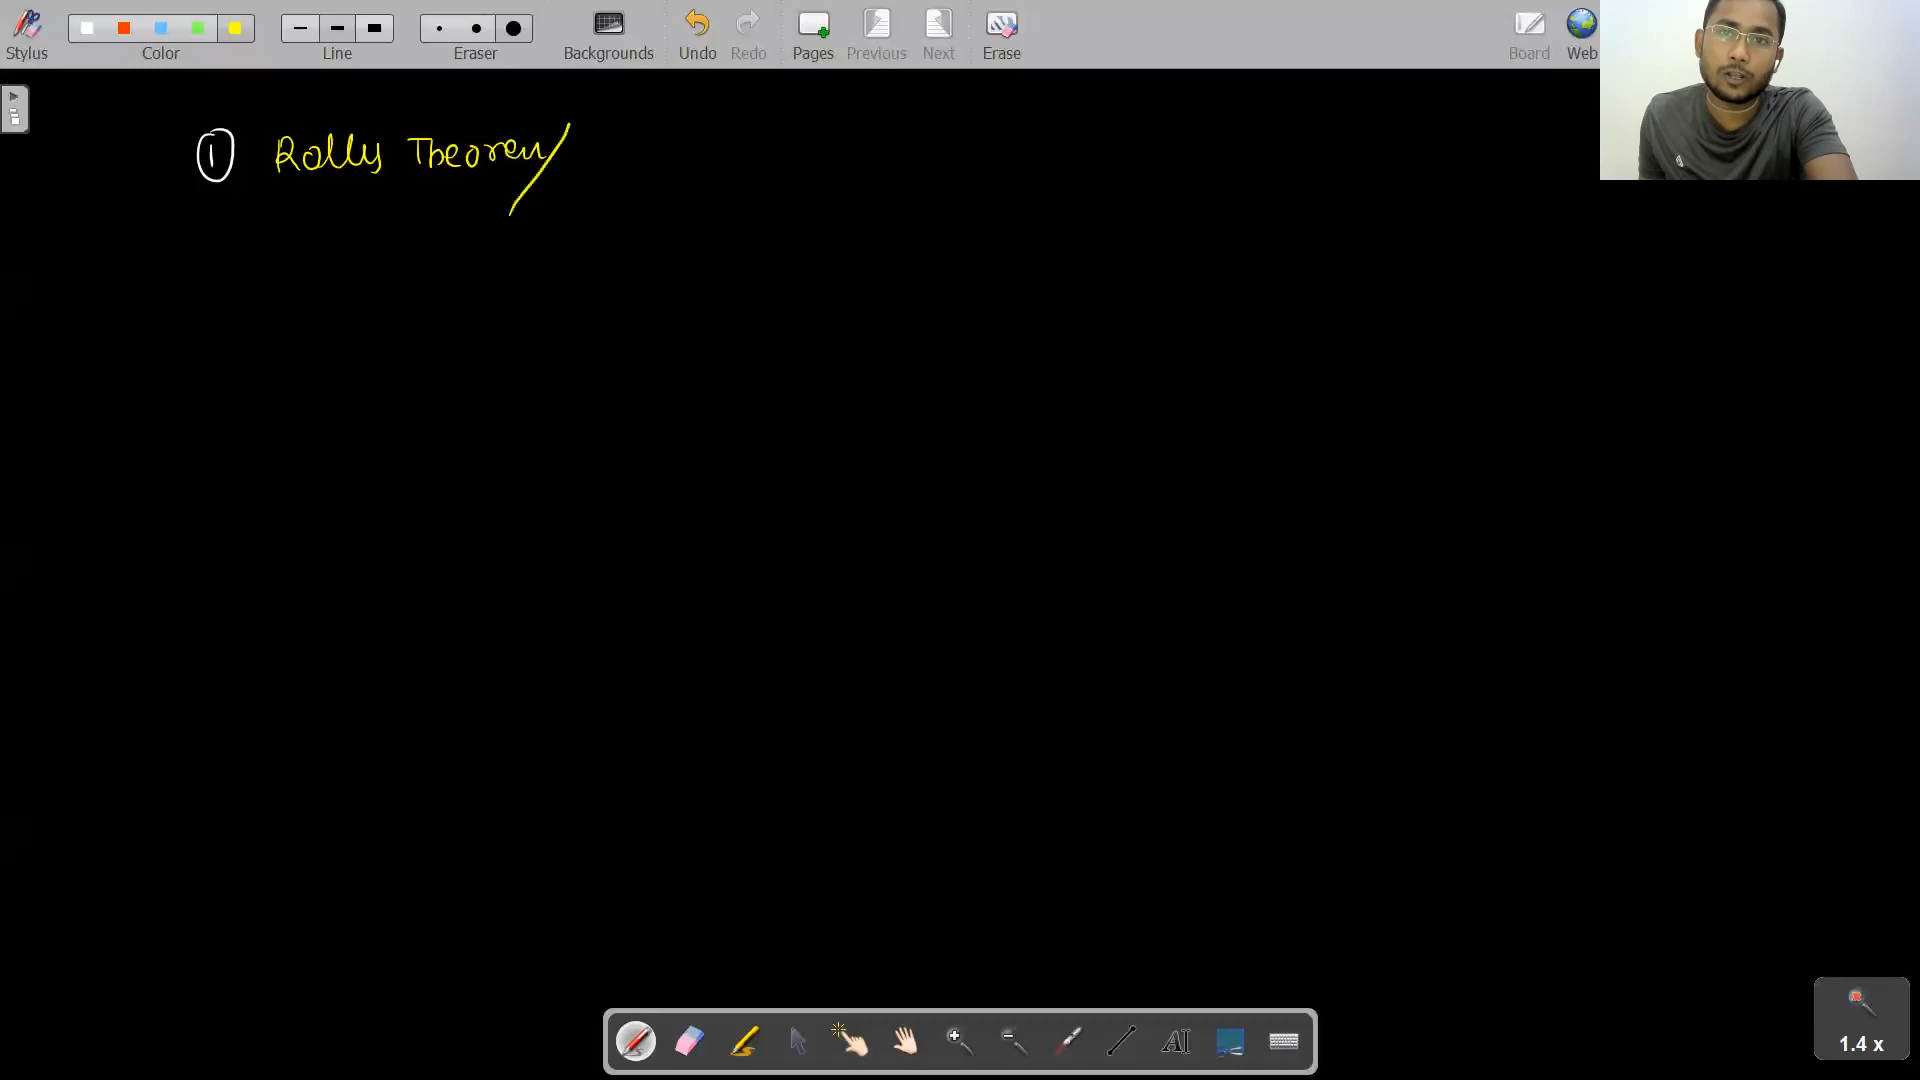 Stylus Color Line Eraser Backgrounds Undo Redo Pages Previous Next Erase Board Web
① Rolly Theorem
1.4 x